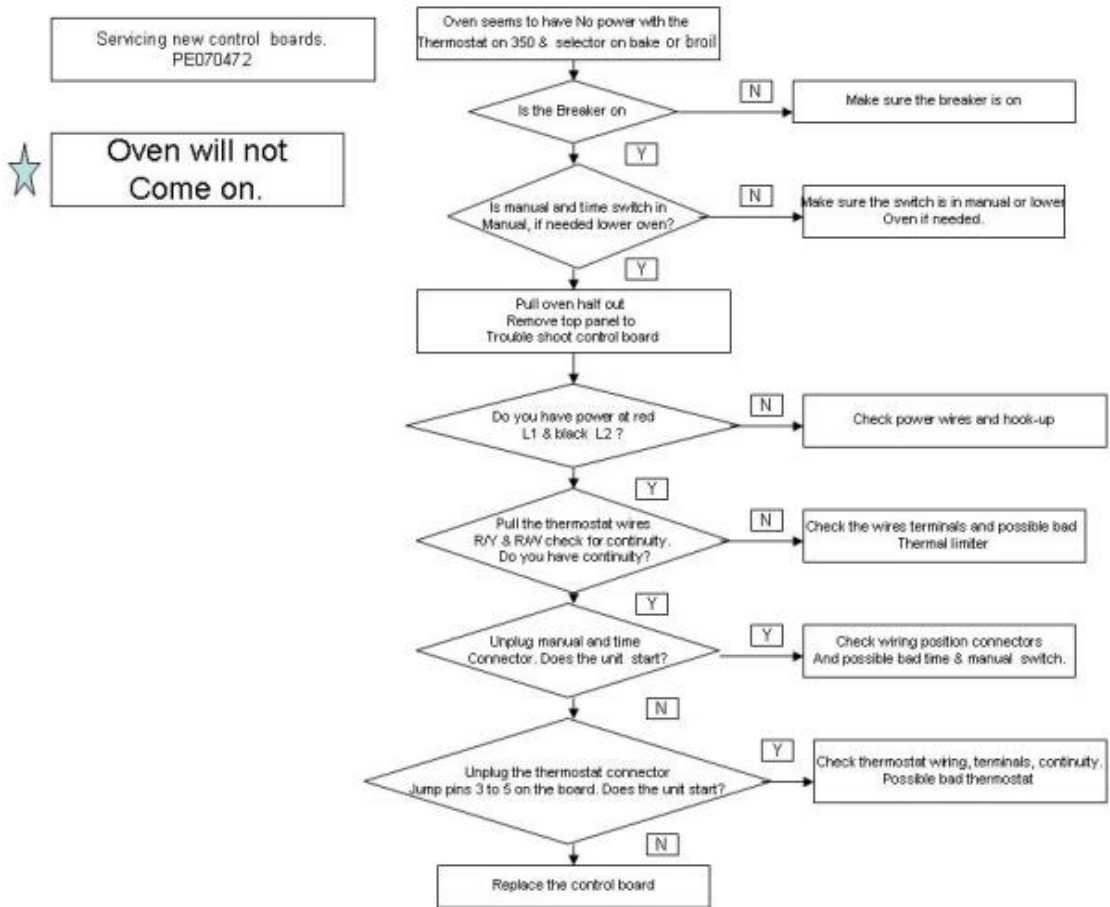 Servicing new control boards.
PE070472
Oven will not
Come on.
Oven seems to have No power with the
Thermostat on 350 & selector on bake or broil
Is the Breaker on
N
Make sure the breaker is on
Y
Is manual and time switch in
Manual, if needed lower oven?
N
Make sure the switch is in manual or lower
Oven if needed.
Y
Pull oven half out
Remove top panel to
Trouble shoot control board
Do you have power at red
L1 & black L2 ?
N
Check power wires and hook-up
Y
Pull the thermostat wires
R/Y & R/W check for continuity.
Do you have continuity?
N
Check the wires terminals and possible bad
Thermal limiter
Y
Unplug manual and time
Connector. Does the unit start?
Y
Check wiring position connectors
And possible bad time & manual switch.
N
Unplug the thermostat connector
Jump pins 3 to 5 on the board. Does the unit start?
Y
Check thermostat wiring, terminals, continuity.
Possible bad thermostat
N
Replace the control board